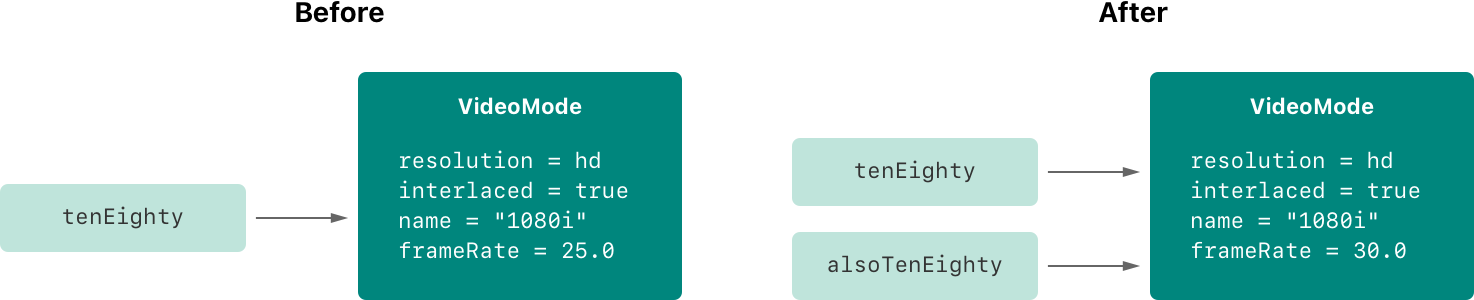 Before
VideoMode
resolution = hd
interlaced = true
name = "1080i"
frameRate = 25.0
tenEighty
After
VideoMode
resolution = hd
interlaced = true
name = "1080i"
frameRate = 30.0
tenEighty
alsoTenEighty